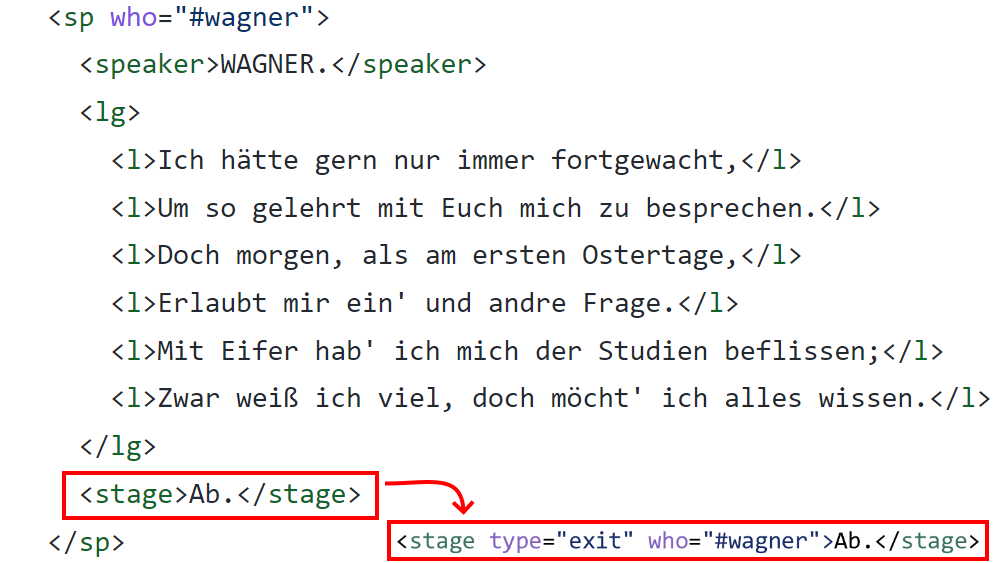 <sp who="#wagner">
<speaker>WAGNER.</speaker>
<lg>
<l>Ich hätte gern nur immer fortgewacht,</l>
<l>Um so gelehrt mit Euch mich zu besprechen.</l>
<l>Doch morgen, als am ersten Ostertage,</l>
<l>Erlaubt mir ein' und andre Frage.</l>
<l>Mit Eifer hab' ich mich der Studien beflissen;</l>
<l>Zwar weiß ich viel, doch möcht' ich alles wissen.</l>
</lg>
<stage>Ab.</stage>
</sp>
<stage type="exit" who="#wagner">Ab.</stage>